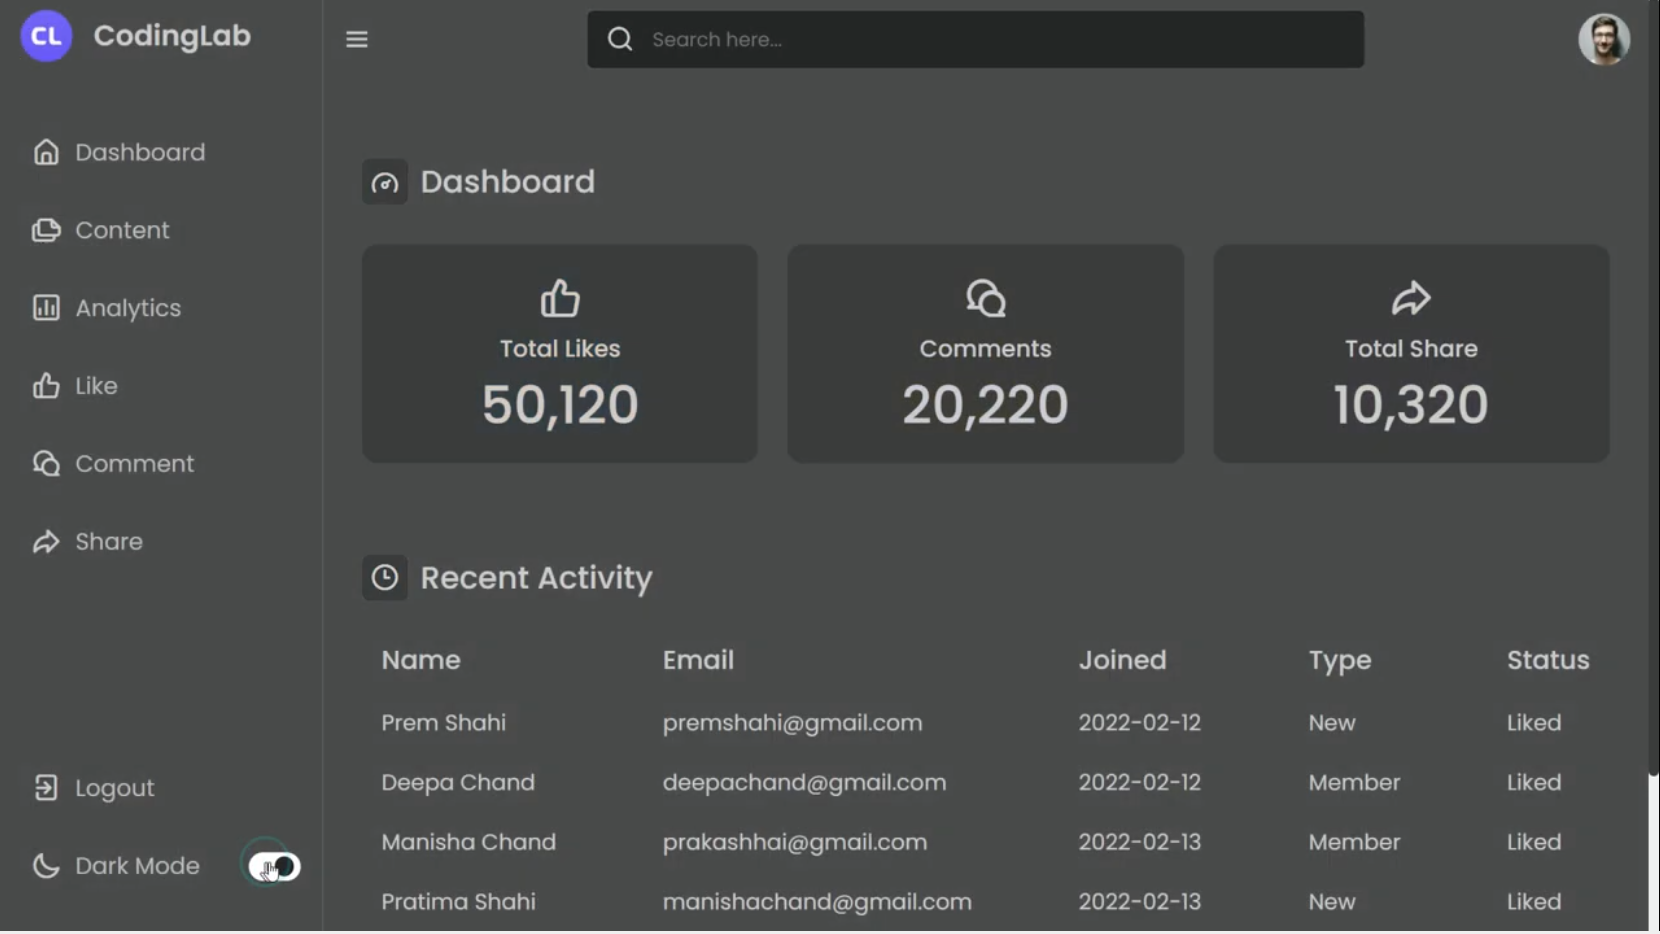 CL CodingLab
Search here...
Dashboard
Content
Analytics
Like
Comment
Share
Logout
Dark Mode
Dashboard
Total Likes
50,120
Comments
20,220
Total Share
10,320
Recent Activity
Name Email Joined Type Status
Prem Shahi premshahi@gmail.com 2022-02-12 New Liked
Deepa Chand deepachand@gmail.com 2022-02-12 Member Liked
Manisha Chand prakashhai@gmail.com 2022-02-13 Member Liked
Pratima Shahi manishachand@gmail.com 2022-02-13 New Liked